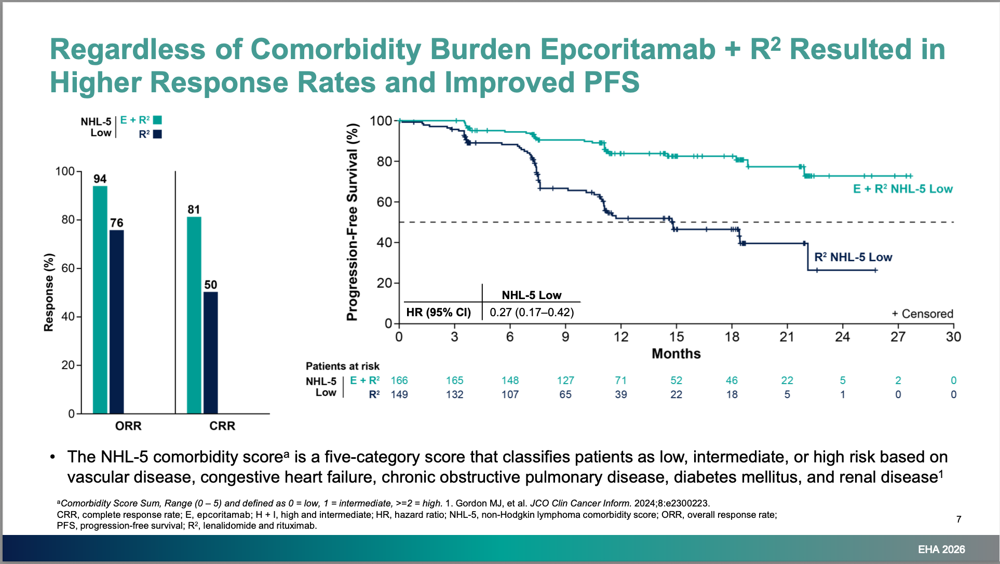 Regardless of Comorbidity Burden Epcoritamab + R² Resulted in
Higher Response Rates and Improved PFS
NHL-5 Low
E + R²
R²
Response (%)
100
80
60
40
20
0
94
76
81
50
ORR
CRR
Progression-Free Survival (%)
100
80
60
40
20
0
E + R² NHL-5 Low
R² NHL-5 Low
NHL-5 Low
HR (95% CI) 0.27 (0.17–0.42)
+ Censored
0 3 6 9 12 15 18 21 24 27 30
Months
Patients at risk
NHL-5 Low
E + R² 166 165 148 127 71 52 46 22 5 2 0
R² 149 132 107 65 39 22 18 5 1 0 0
• The NHL-5 comorbidity scoreᵃ is a five-category score that classifies patients as low, intermediate, or high risk based on
vascular disease, congestive heart failure, chronic obstructive pulmonary disease, diabetes mellitus, and renal disease¹
ᵃComorbidity Score Sum, Range (0 – 5) and defined as 0 = low, 1 = intermediate, >=2 = high. 1. Gordon MJ, et al. JCO Clin Cancer Inform. 2024;8:e2300223.
CRR, complete response rate; E, epcoritamab; H + I, high and intermediate; HR, hazard ratio; NHL-5, non-Hodgkin lymphoma comorbidity score; ORR, overall response rate;
PFS, progression-free survival; R², lenalidomide and rituximab.
7
EHA 2026